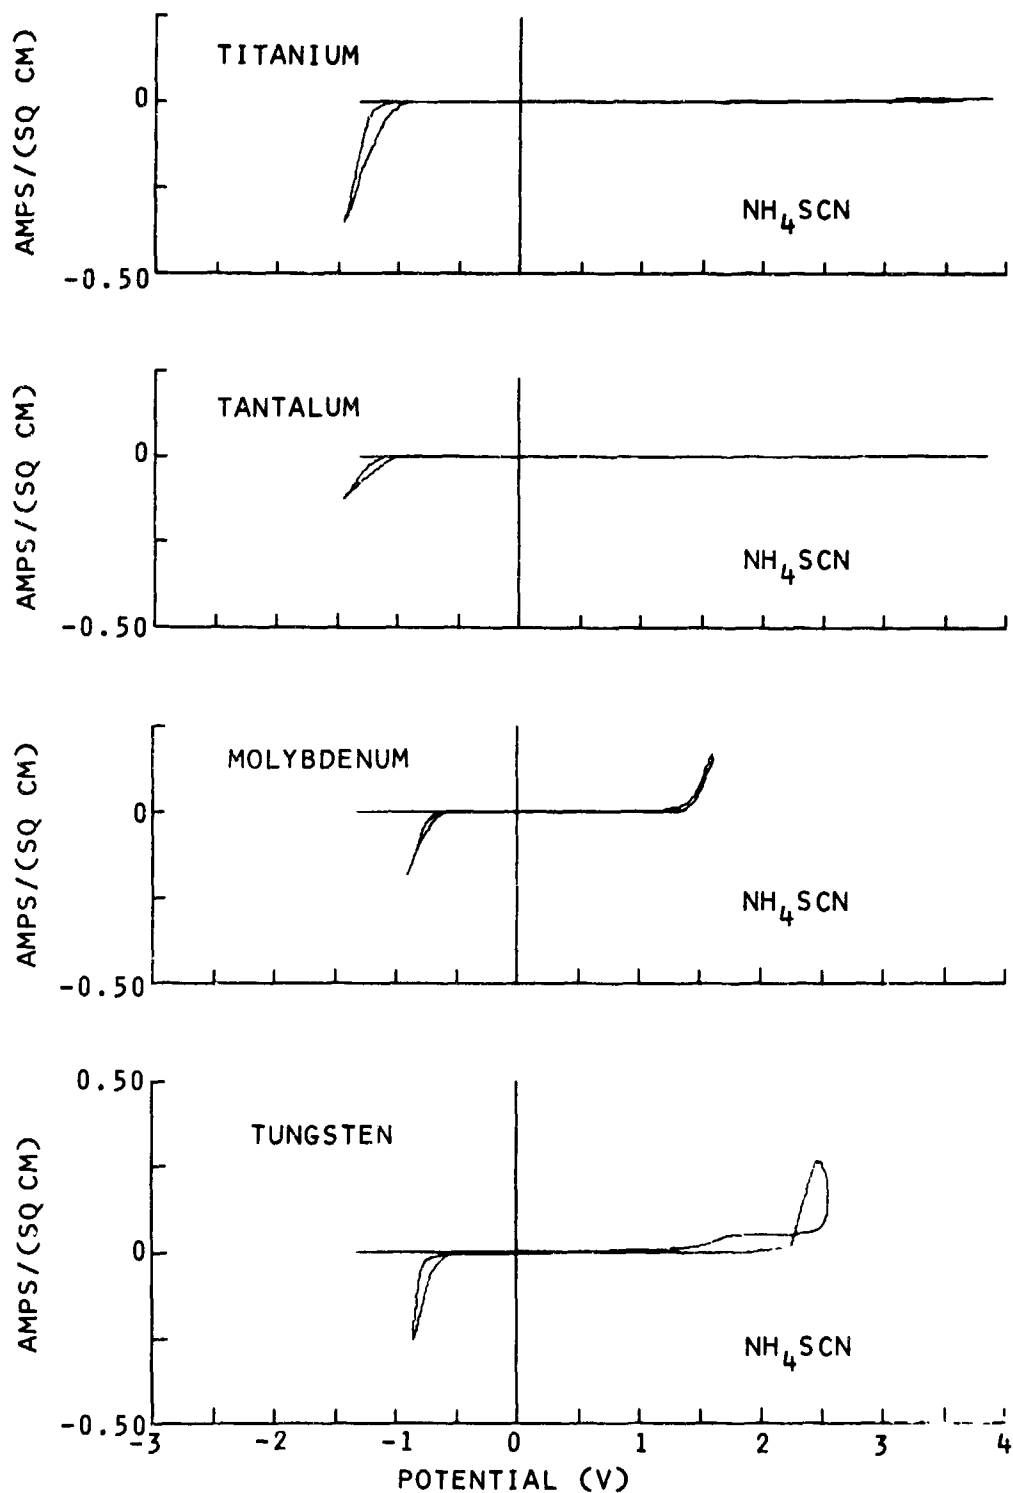 TITANIUM
AMPS/(SQ CM)
0
-0.50
NH4SCN
TANTALUM
AMPS/(SQ CM)
0
-0.50
NH4SCN
MOLYBDENUM
AMPS/(SQ CM)
0
-0.50
NH4SCN
0.50
TUNGSTEN
AMPS/(SQ CM)
0
NH4SCN
-0.50
-3 -2 -1 0 1 2 3 4
POTENTIAL (V)